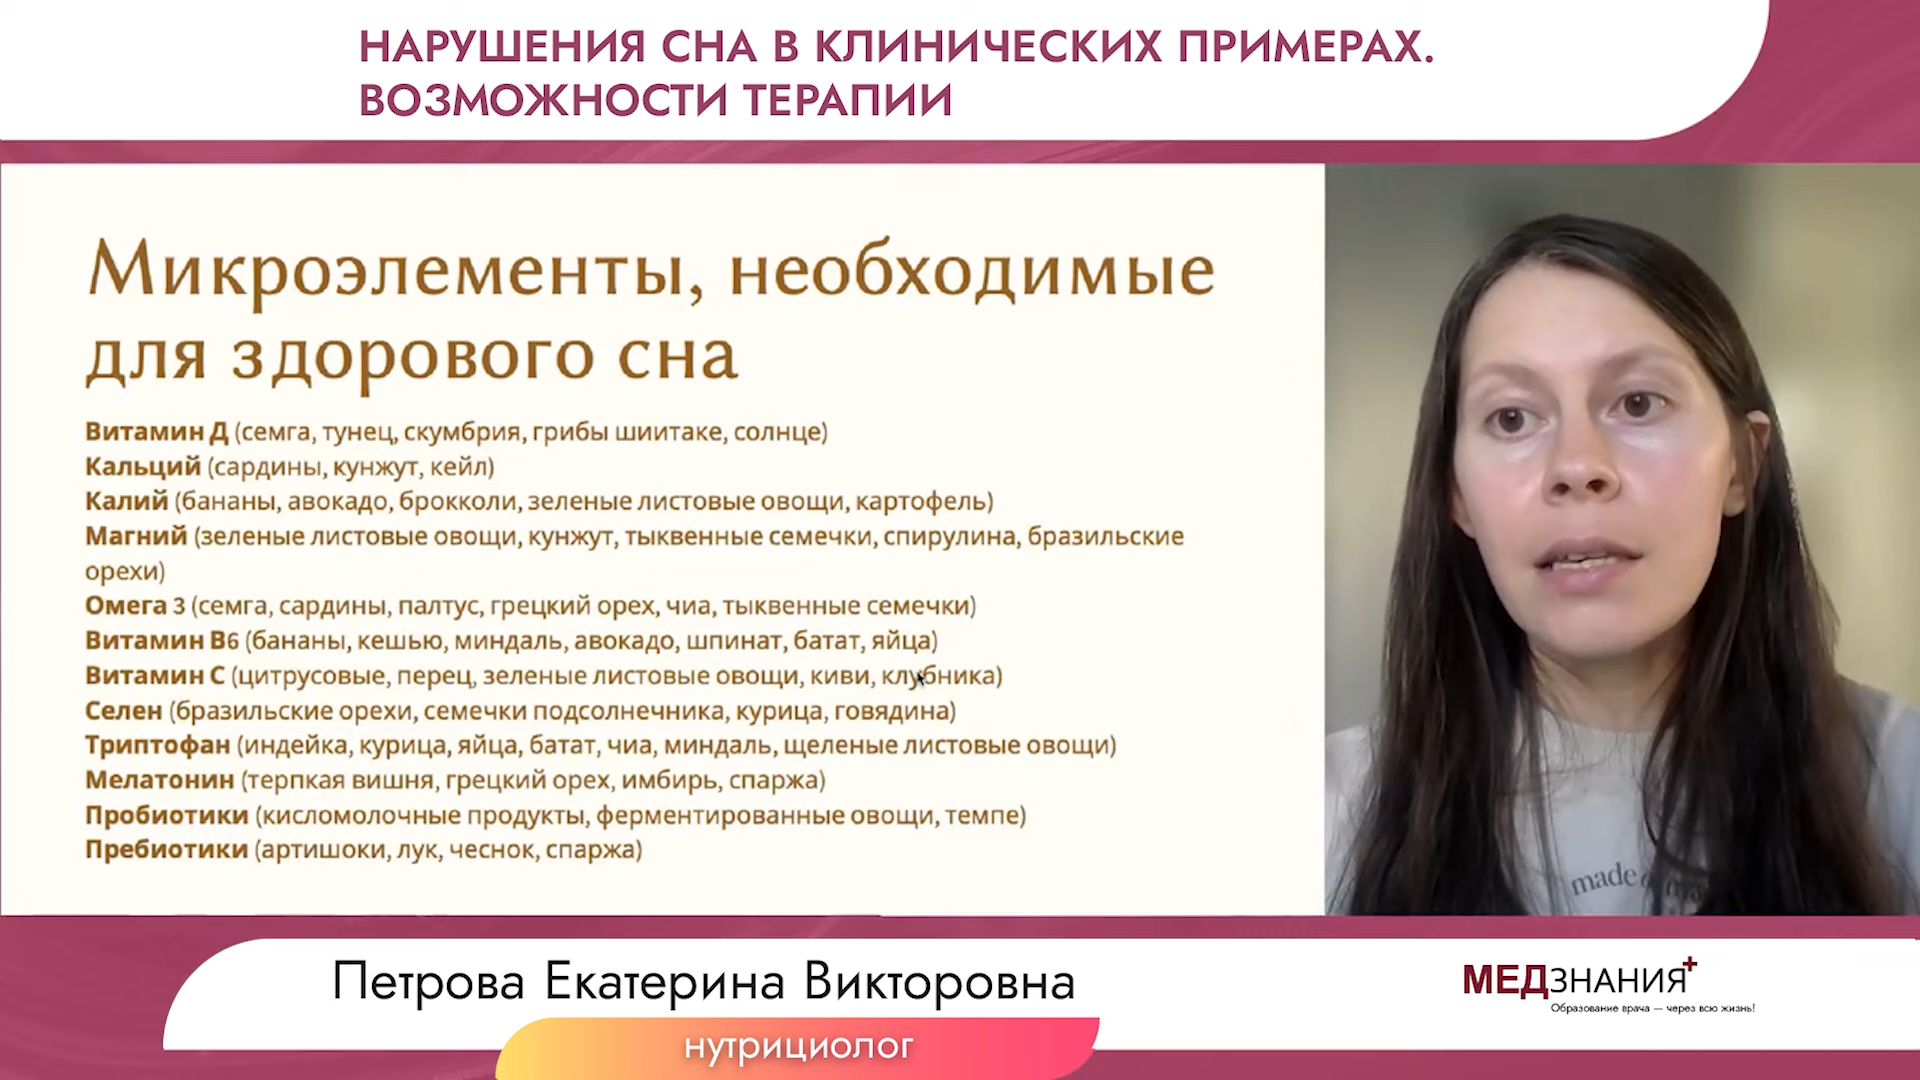 НАРУШЕНИЯ СНА В КЛИНИЧЕСКИХ ПРИМЕРАХ.
ВОЗМОЖНОСТИ ТЕРАПИИ
Микроэлементы, необходимые
для здорового сна
Витамин Д (семга, тунец, скумбрия, грибы шиитаке, солнце)
Кальций (сардины, кунжут, кейл)
Калий (бананы, авокадо, брокколи, зеленые листовые овощи, картофель)
Магний (зеленые листовые овощи, кунжут, тыквенные семечки, спирулина, бразильские
орехи)
Омега 3 (семга, сардины, палтус, грецкий орех, чиа, тыквенные семечки)
Витамин В6 (бананы, кешью, миндаль, авокадо, шпинат, батат, яйца)
Витамин С (цитрусовые, перец, зеленые листовые овощи, киви, клубника)
Селен (бразильские орехи, семечки подсолнечника, курица, говядина)
Триптофан (индейка, курица, яйца, батат, чиа, миндаль, щеленые листовые овощи)
Мелатонин (терпкая вишня, грецкий орех, имбирь, спаржа)
Пробиотики (кисломолочные продукты, ферментированные овощи, темпе)
Пребиотики (артишоки, лук, чеснок, спаржа)
made
Петрова Екатерина Викторовна
нутрициолог
МЕДЗНАНИЯ+
Образование врача — через всю жизнь!